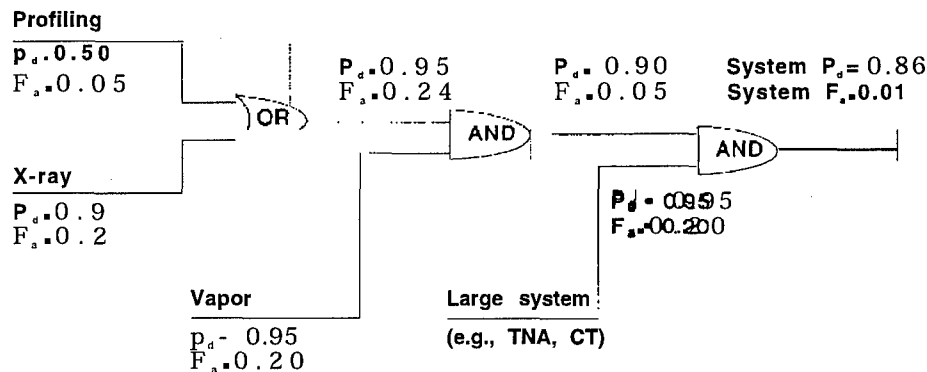 Profiling
Pd=0.50
Fa=0.05
OR
X-ray
Pd=0.9
Fa=0.2
Pd=0.95
Fa=0.24
AND
Vapor
pd- 0.95
Fa=0.20
Pd= 0.90
Fa=0.05
AND
Large system
(e.g., TNA, CT)
System Pd=0.86
System Fa=0.01